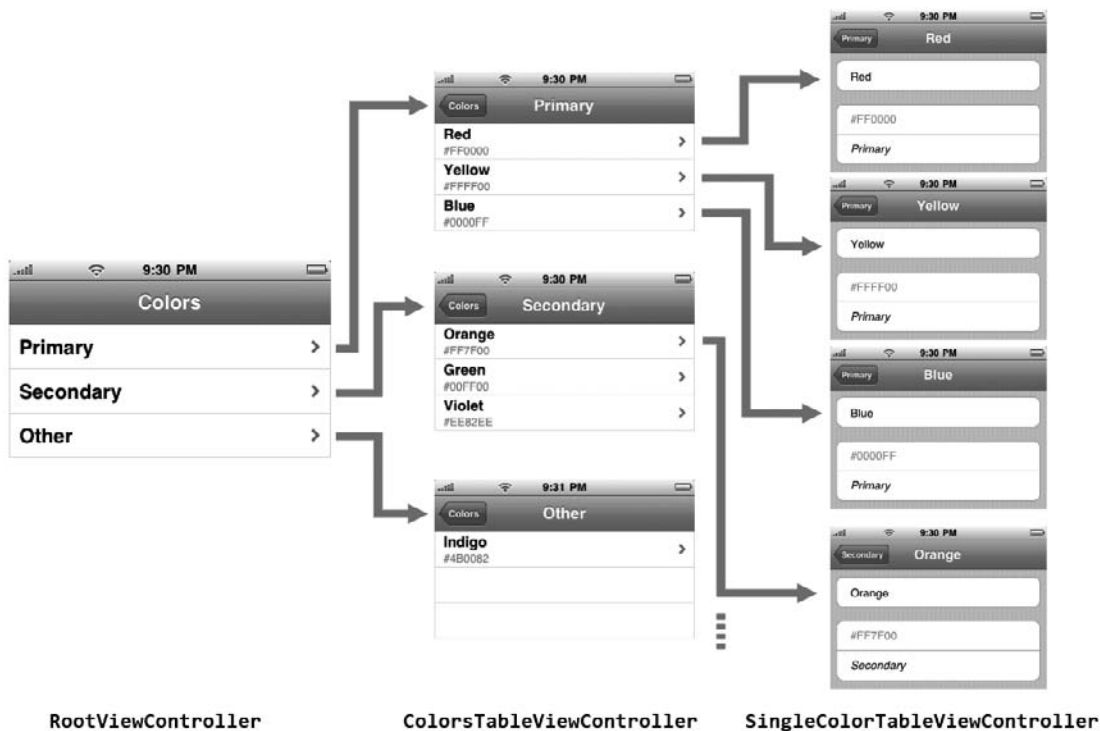 9:30 PM
Colors
Primary
Secondary
Other
9:30 PM
Colors
Primary
Red
#FF0000
Yellow
#FFFF00
Blue
#0000FF
9:30 PM
Colors
Secondary
Orange
#FF7F00
Green
#00FF00
Violet
#EE82EE
9:31 PM
Colors
Other
Indigo
#4B0082
9:30 PM
Primary
Red
Red
#FF0000
Primary
9:30 PM
Primary
Yellow
Yellow
#FFFF00
Primary
9:30 PM
Primary
Blue
Blue
#0000FF
Primary
9:30 PM
Secondary
Orange
Orange
#FF7F00
Secondary
RootViewController
ColorsTableViewController
SingleColorTableViewController